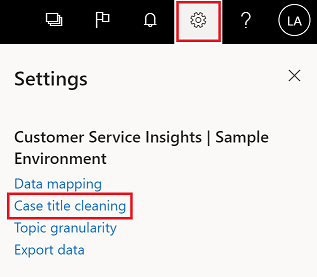 ?
LA
Settings
Customer Service Insights | Sample
Environment
Data mapping
Case title cleaning
Topic granularity
Export data